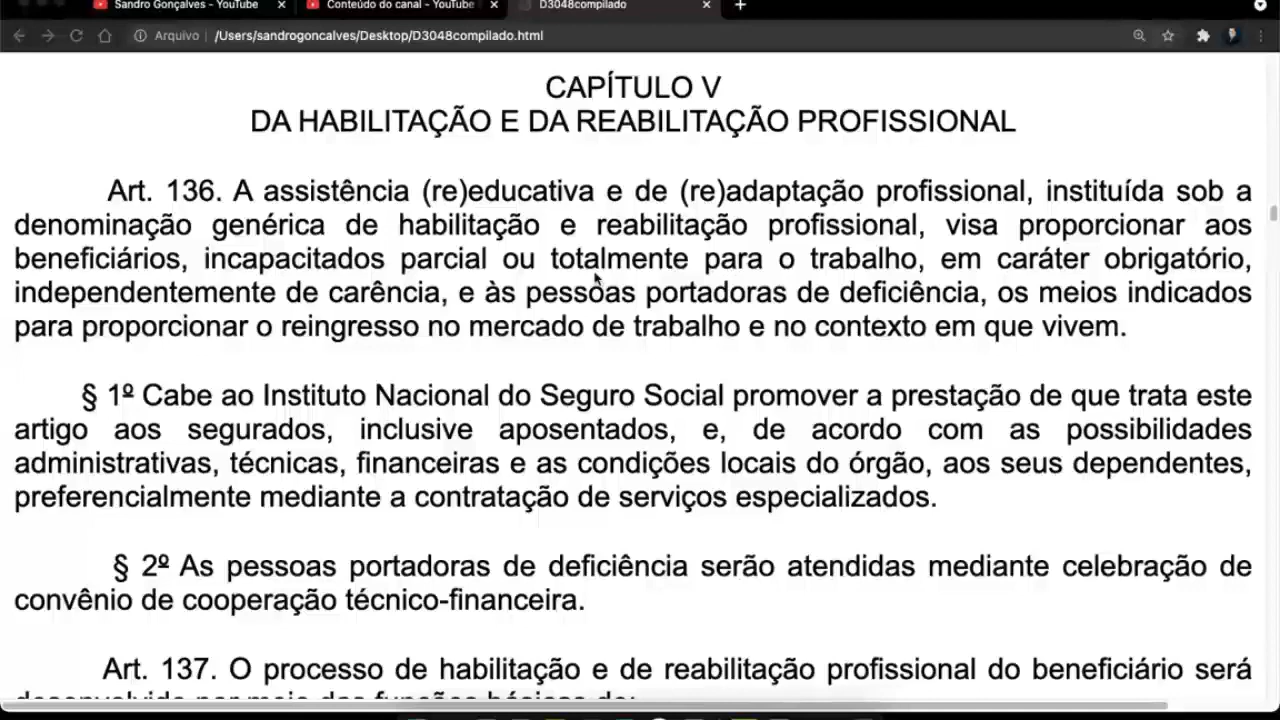 Sandro Gonçalves - YouTube
Conteúdo do canal - YouTube
D3048compilado
Arquivo
/Users/sandrogoncalves/Desktop/D3048compilado.html
CAPÍTULO V
DA HABILITAÇÃO E DA REABILITAÇÃO PROFISSIONAL
Art. 136. A assistência (re)educativa e de (re)adaptação profissional, instituída sob a
denominação genérica de habilitação e reabilitação profissional, visa proporcionar aos
beneficiários, incapacitados parcial ou totalmente para o trabalho, em caráter obrigatório,
independentemente de carência, e às pessoas portadoras de deficiência, os meios indicados
para proporcionar o reingresso no mercado de trabalho e no contexto em que vivem.
§ 1º Cabe ao Instituto Nacional do Seguro Social promover a prestação de que trata este
artigo aos segurados, inclusive aposentados, e, de acordo com as possibilidades
administrativas, técnicas, financeiras e as condições locais do órgão, aos seus dependentes,
preferencialmente mediante a contratação de serviços especializados.
§ 2º As pessoas portadoras de deficiência serão atendidas mediante celebração de
convênio de cooperação técnico-financeira.
Art. 137. O processo de habilitação e de reabilitação profissional do beneficiário será
desenvolvido por meio das funções básicas de: